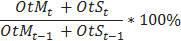 OtM_t + OtS_t
OtM_{t-1} + OtS_{t-1} * 100%